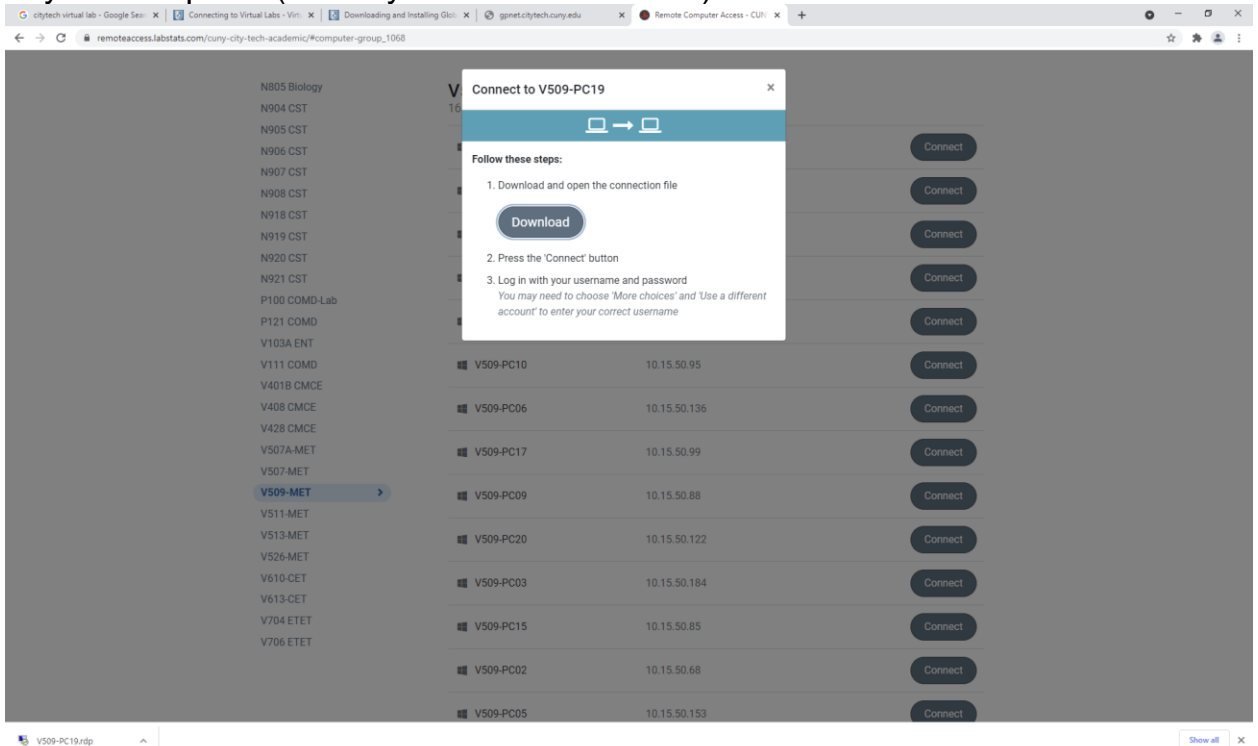 citytech virtual lab - Google Sear
Connecting to Virtual Labs - Virtu
Downloading and Installing Glob
gpnet.citytech.cuny.edu
Remote Computer Access - CUN
remoteaccess.labstats.com/cuny-city-tech-academic/#computer-group_1068
N805 Biology
N904 CST
N905 CST
N906 CST
N907 CST
N908 CST
N918 CST
N919 CST
N920 CST
N921 CST
P100 COMD-Lab
P121 COMD
V103A ENT
V111 COMD
V401B CMCE
V408 CMCE
V428 CMCE
V507A-MET
V507-MET
V509-MET
V511-MET
V513-MET
V526-MET
V610-CET
V613-CET
V704 ETET
V706 ETET
V
16
Connect to V509-PC19
Follow these steps:
1. Download and open the connection file
Download
2. Press the 'Connect' button
3. Log in with your username and password
You may need to choose 'More choices' and 'Use a different
account' to enter your correct username
Connect
Connect
Connect
Connect
Connect
V509-PC10 10.15.50.95 Connect
V509-PC06 10.15.50.136 Connect
V509-PC17 10.15.50.99 Connect
V509-PC09 10.15.50.88 Connect
V509-PC20 10.15.50.122 Connect
V509-PC03 10.15.50.184 Connect
V509-PC15 10.15.50.85 Connect
V509-PC02 10.15.50.68 Connect
V509-PC05 10.15.50.153 Connect
V509-PC19.rdp
Show all